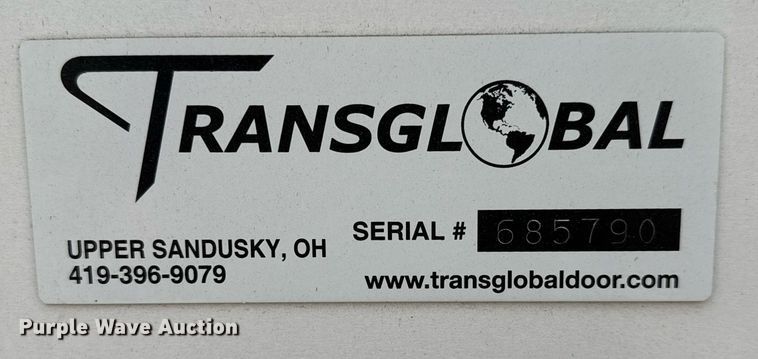 TRANSGLOBAL
SERIAL # 685790
UPPER SANDUSKY, OH
419-396-9079
www.transglobaldoor.com
Purple Wave Auction